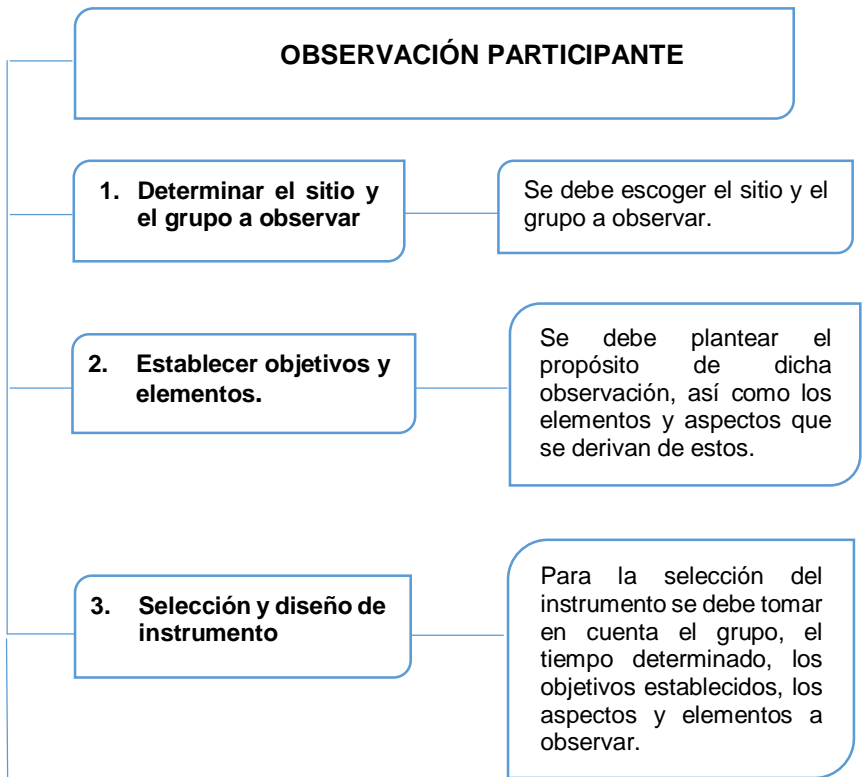 OBSERVACIÓN PARTICIPANTE
1. Determinar el sitio y
el grupo a observar
Se debe escoger el sitio y el
grupo a observar.
2. Establecer objetivos y
elementos.
Se debe plantear el
propósito de dicha
observación, así como los
elementos y aspectos que
se derivan de estos.
3. Selección y diseño de
instrumento
Para la selección del
instrumento se debe tomar
en cuenta el grupo, el
tiempo determinado, los
objetivos establecidos, los
aspectos y elementos a
observar.